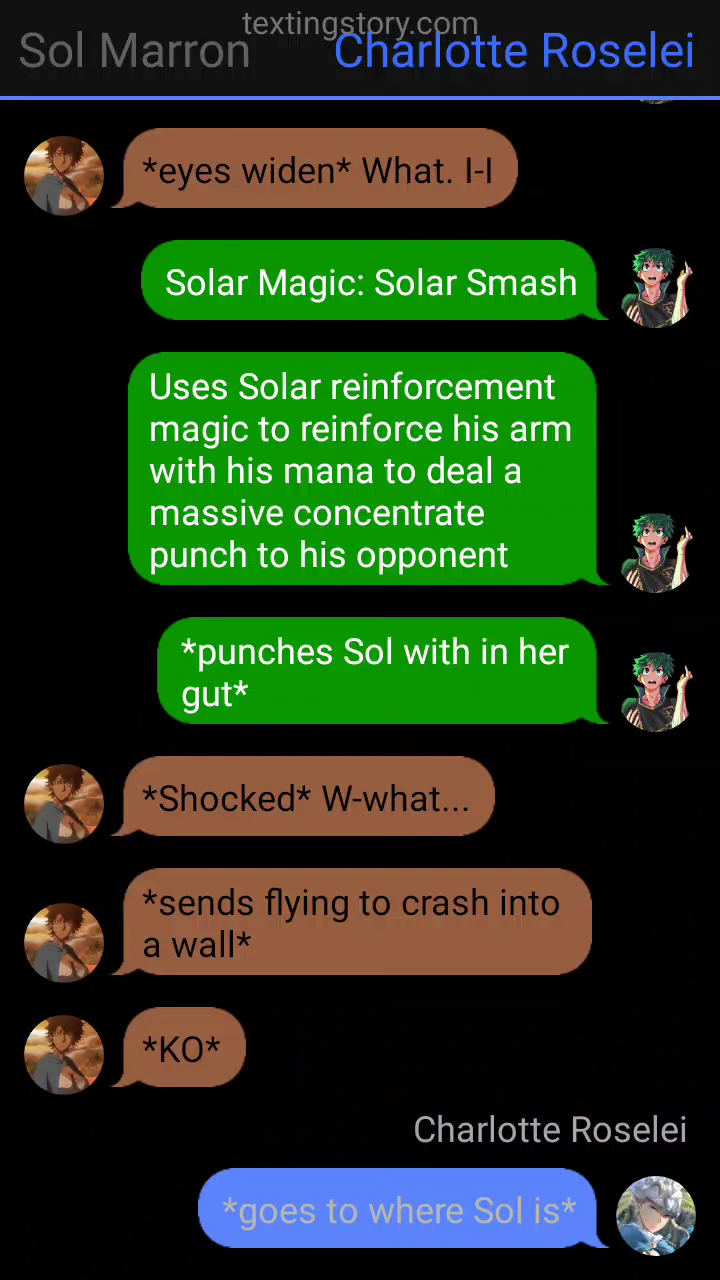 textingstory.com
Sol Marron
Charlotte Roselei
*eyes widen* What. I-I
Solar Magic: Solar Smash
Uses Solar reinforcement
magic to reinforce his arm
with his mana to deal a
massive concentrate
punch to his opponent
*punches Sol with in her
gut*
*Shocked* W-what...
*sends flying to crash into
a wall*
*KO*
Charlotte Roselei
*goes to where Sol is*